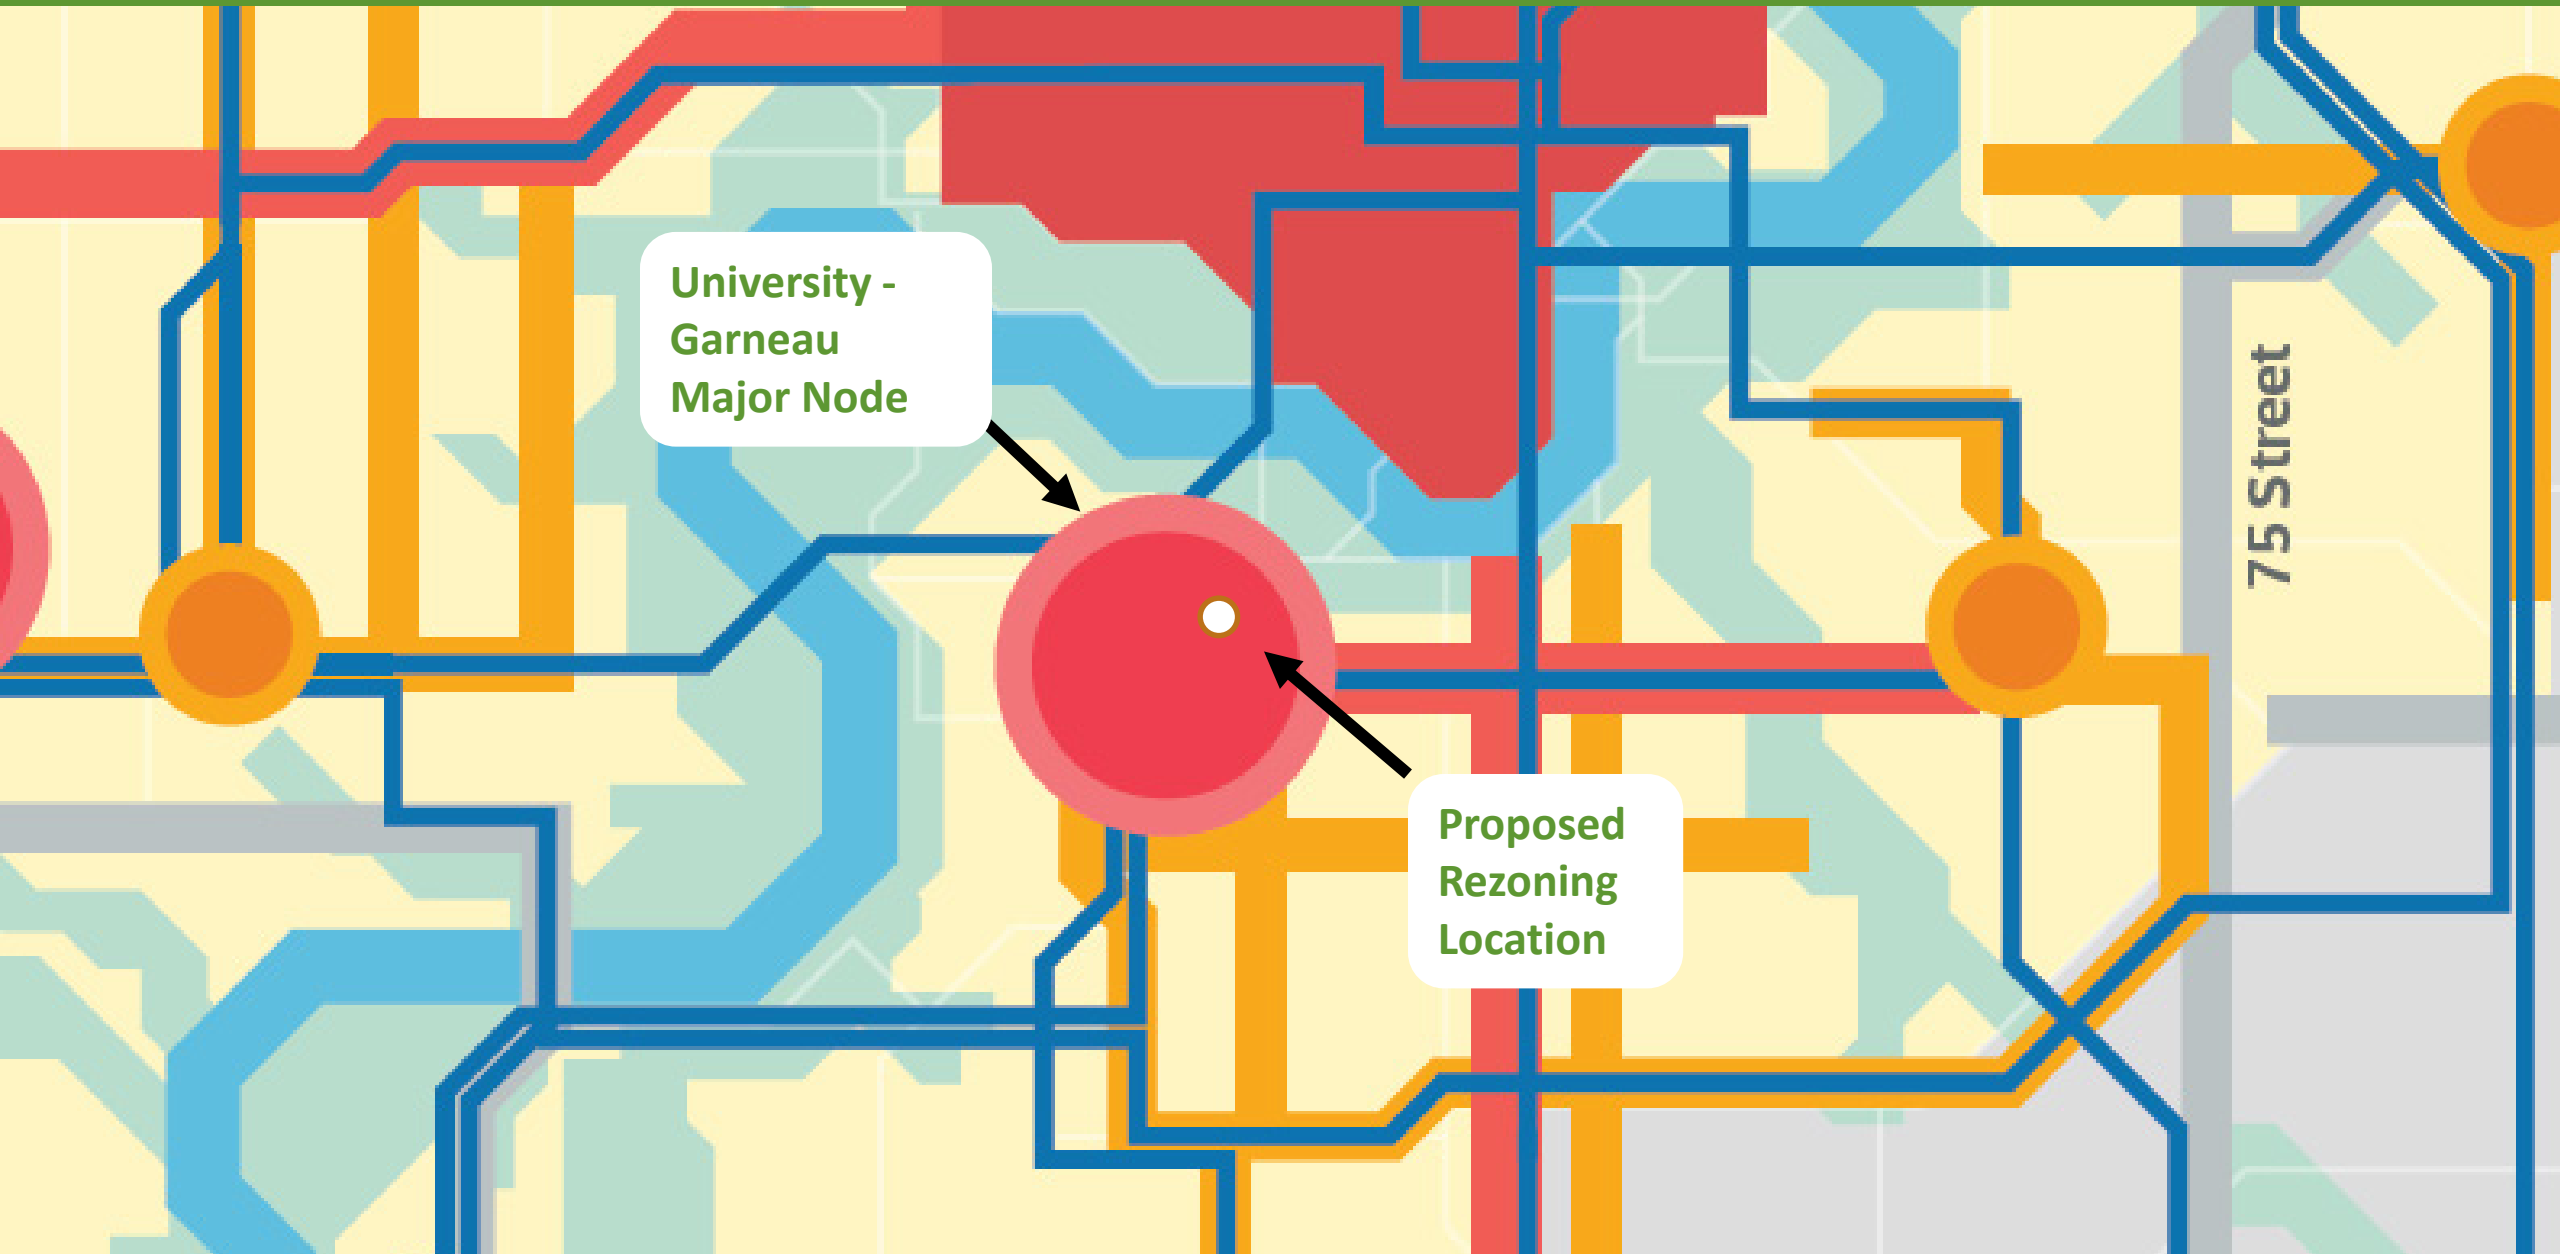 University -
Garneau
Major Node
75 Street
Proposed
Rezoning
Location